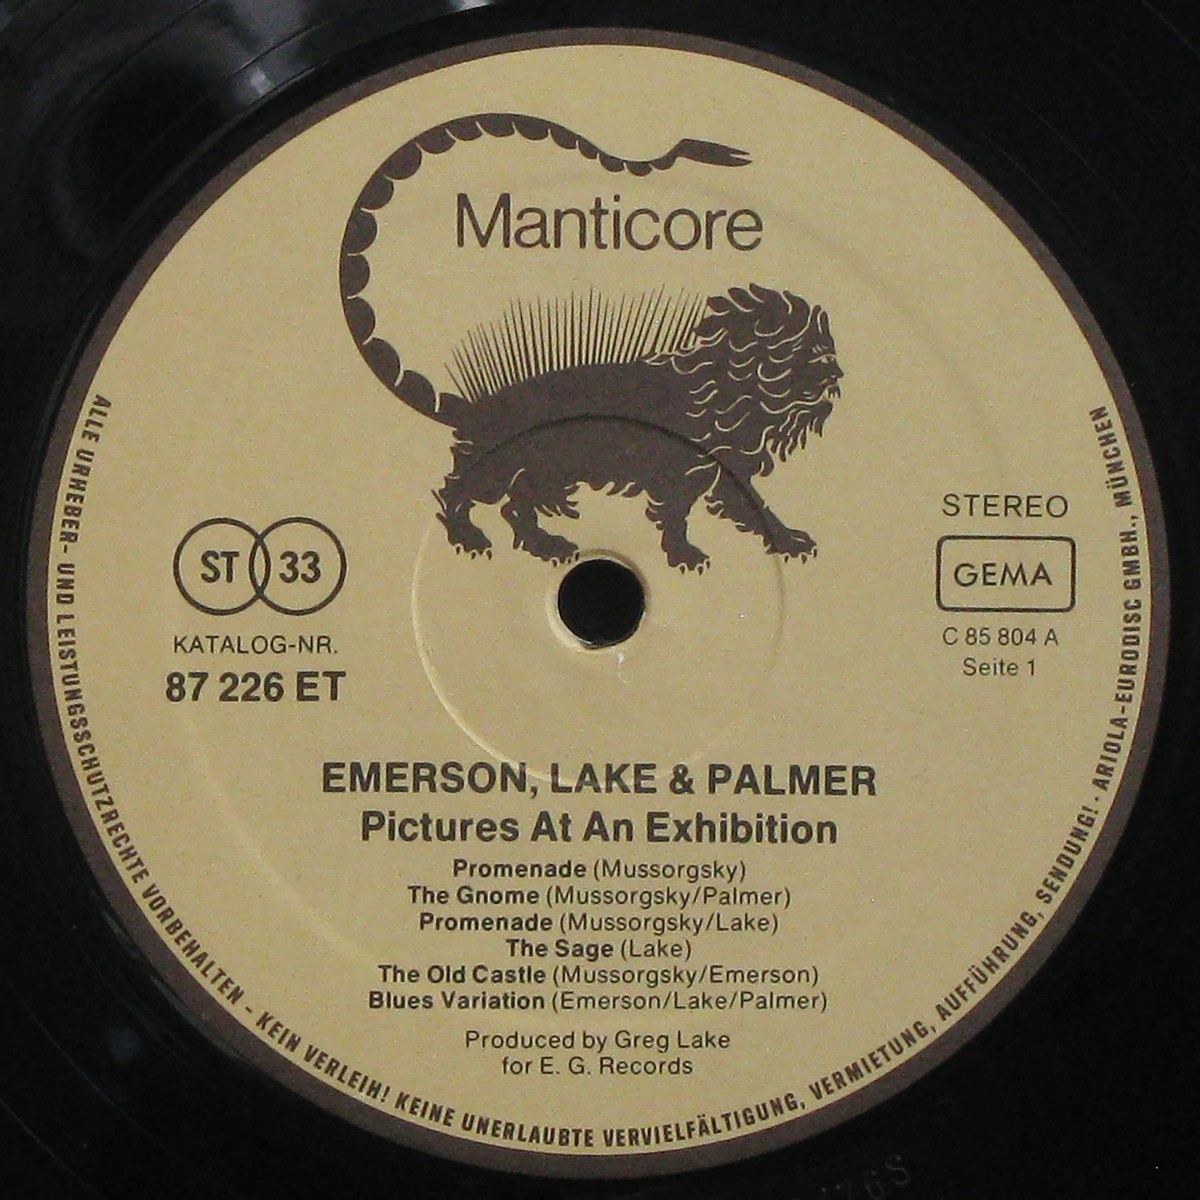 Manticore
ST 33
KATALOG-NR.
87 226 ET
STEREO
GEMA
C 85 804 A
Seite 1
EMERSON, LAKE & PALMER
Pictures At An Exhibition
Promenade (Mussorgsky)
The Gnome (Mussorgsky/Palmer)
Promenade (Mussorgsky/Lake)
The Sage (Lake)
The Old Castle (Mussorgsky/Emerson)
Blues Variation (Emerson/Lake/Palmer)
Produced by Greg Lake
for E. G. Records
ALLE URHEBER- UND LEISTUNGSSCHUTZRECHTE VORBEHALTEN - KEIN VERLEIH! KEINE UNERLAUBTE VERVIELFÄLTIGUNG, VERMIETUNG, AUFFÜHRUNG, SENDUNG! · ARIOLA-EURODISC GMBH., MÜNCHEN